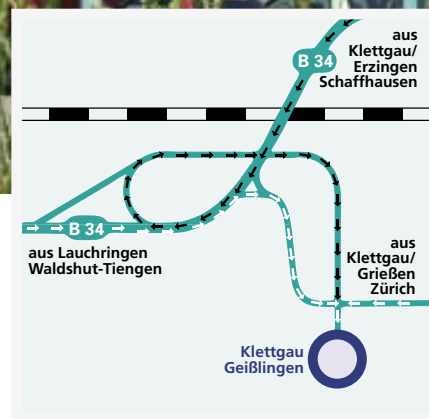 aus
Klettgau/
Erzingen
Schaffhausen
B 34
B 34
aus Lauchringen
Waldshut-Tiengen
aus
Klettgau/
Grießen
Zürich
Klettgau
Geißlingen